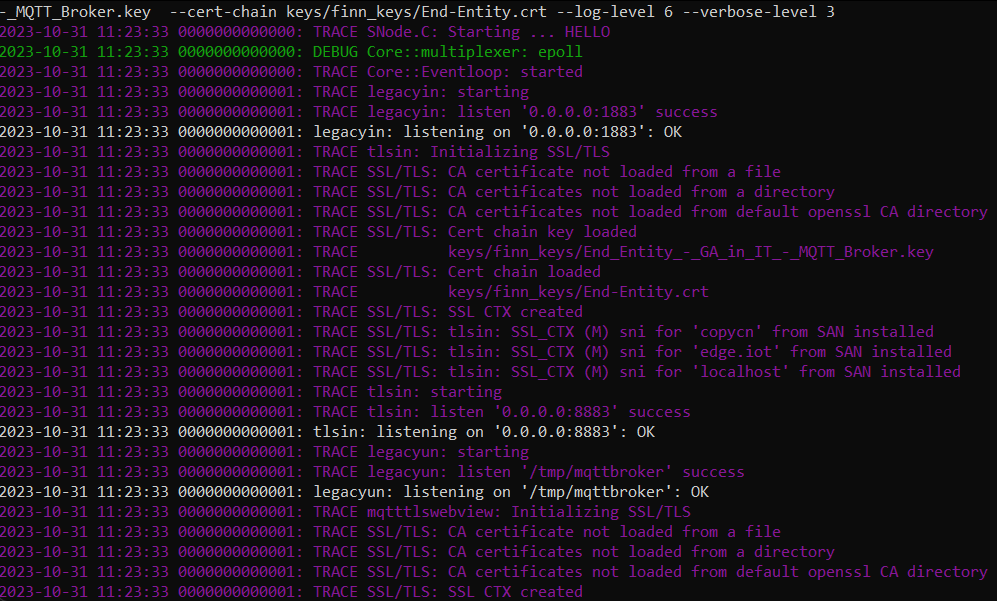 -_MQTT_Broker.key  --cert-chain keys/finn_keys/End-Entity.crt --log-level 6 --verbose-level 3
2023-10-31 11:23:33 0000000000000: TRACE SNode.C: Starting ... HELLO
2023-10-31 11:23:33 0000000000000: DEBUG Core::multiplexer: epoll
2023-10-31 11:23:33 0000000000000: TRACE Core::Eventloop: started
2023-10-31 11:23:33 0000000000001: TRACE legacyin: starting
2023-10-31 11:23:33 0000000000001: TRACE legacyin: listen '0.0.0.0:1883' success
2023-10-31 11:23:33 0000000000001: legacyin: listening on '0.0.0.0:1883': OK
2023-10-31 11:23:33 0000000000001: TRACE tlsin: Initializing SSL/TLS
2023-10-31 11:23:33 0000000000001: TRACE SSL/TLS: CA certificate not loaded from a file
2023-10-31 11:23:33 0000000000001: TRACE SSL/TLS: CA certificates not loaded from a directory
2023-10-31 11:23:33 0000000000001: TRACE SSL/TLS: CA certificates not loaded from default openssl CA directory
2023-10-31 11:23:33 0000000000001: TRACE SSL/TLS: Cert chain key loaded
2023-10-31 11:23:33 0000000000001: TRACE          keys/finn_keys/End_Entity_-_GA_in_IT_-_MQTT_Broker.key
2023-10-31 11:23:33 0000000000001: TRACE SSL/TLS: Cert chain loaded
2023-10-31 11:23:33 0000000000001: TRACE          keys/finn_keys/End-Entity.crt
2023-10-31 11:23:33 0000000000001: TRACE SSL/TLS: SSL CTX created
2023-10-31 11:23:33 0000000000001: TRACE SSL/TLS: tlsin: SSL_CTX (M) sni for 'copycn' from SAN installed
2023-10-31 11:23:33 0000000000001: TRACE SSL/TLS: tlsin: SSL_CTX (M) sni for 'edge.iot' from SAN installed
2023-10-31 11:23:33 0000000000001: TRACE SSL/TLS: tlsin: SSL_CTX (M) sni for 'localhost' from SAN installed
2023-10-31 11:23:33 0000000000001: TRACE tlsin: starting
2023-10-31 11:23:33 0000000000001: TRACE tlsin: listen '0.0.0.0:8883' success
2023-10-31 11:23:33 0000000000001: tlsin: listening on '0.0.0.0:8883': OK
2023-10-31 11:23:33 0000000000001: TRACE legacyun: starting
2023-10-31 11:23:33 0000000000001: TRACE legacyun: listen '/tmp/mqttbroker' success
2023-10-31 11:23:33 0000000000001: legacyun: listening on '/tmp/mqttbroker': OK
2023-10-31 11:23:33 0000000000001: TRACE mqtttlswebview: Initializing SSL/TLS
2023-10-31 11:23:33 0000000000001: TRACE SSL/TLS: CA certificate not loaded from a file
2023-10-31 11:23:33 0000000000001: TRACE SSL/TLS: CA certificates not loaded from a directory
2023-10-31 11:23:33 0000000000001: TRACE SSL/TLS: CA certificates not loaded from default openssl CA directory
2023-10-31 11:23:33 0000000000001: TRACE SSL/TLS: SSL CTX created